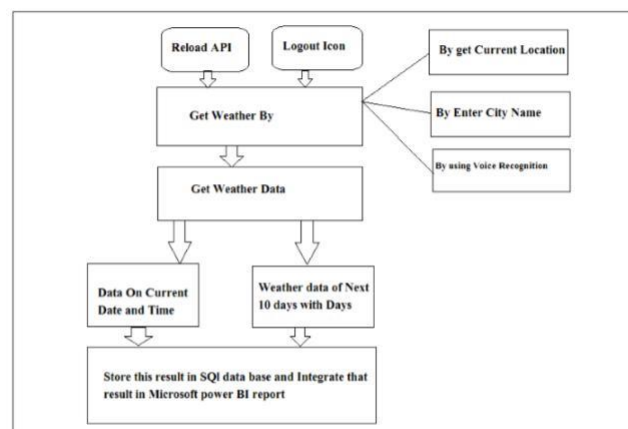 Reload API
Logout Icon
By get Current Location
Get Weather By
By Enter City Name
By using Voice Recognition
Get Weather Data
Data On Current
Date and Time
Weather data of Next
10 days with Days
Store this result in SQl data base and Integrate that
result in Microsoft power BI report